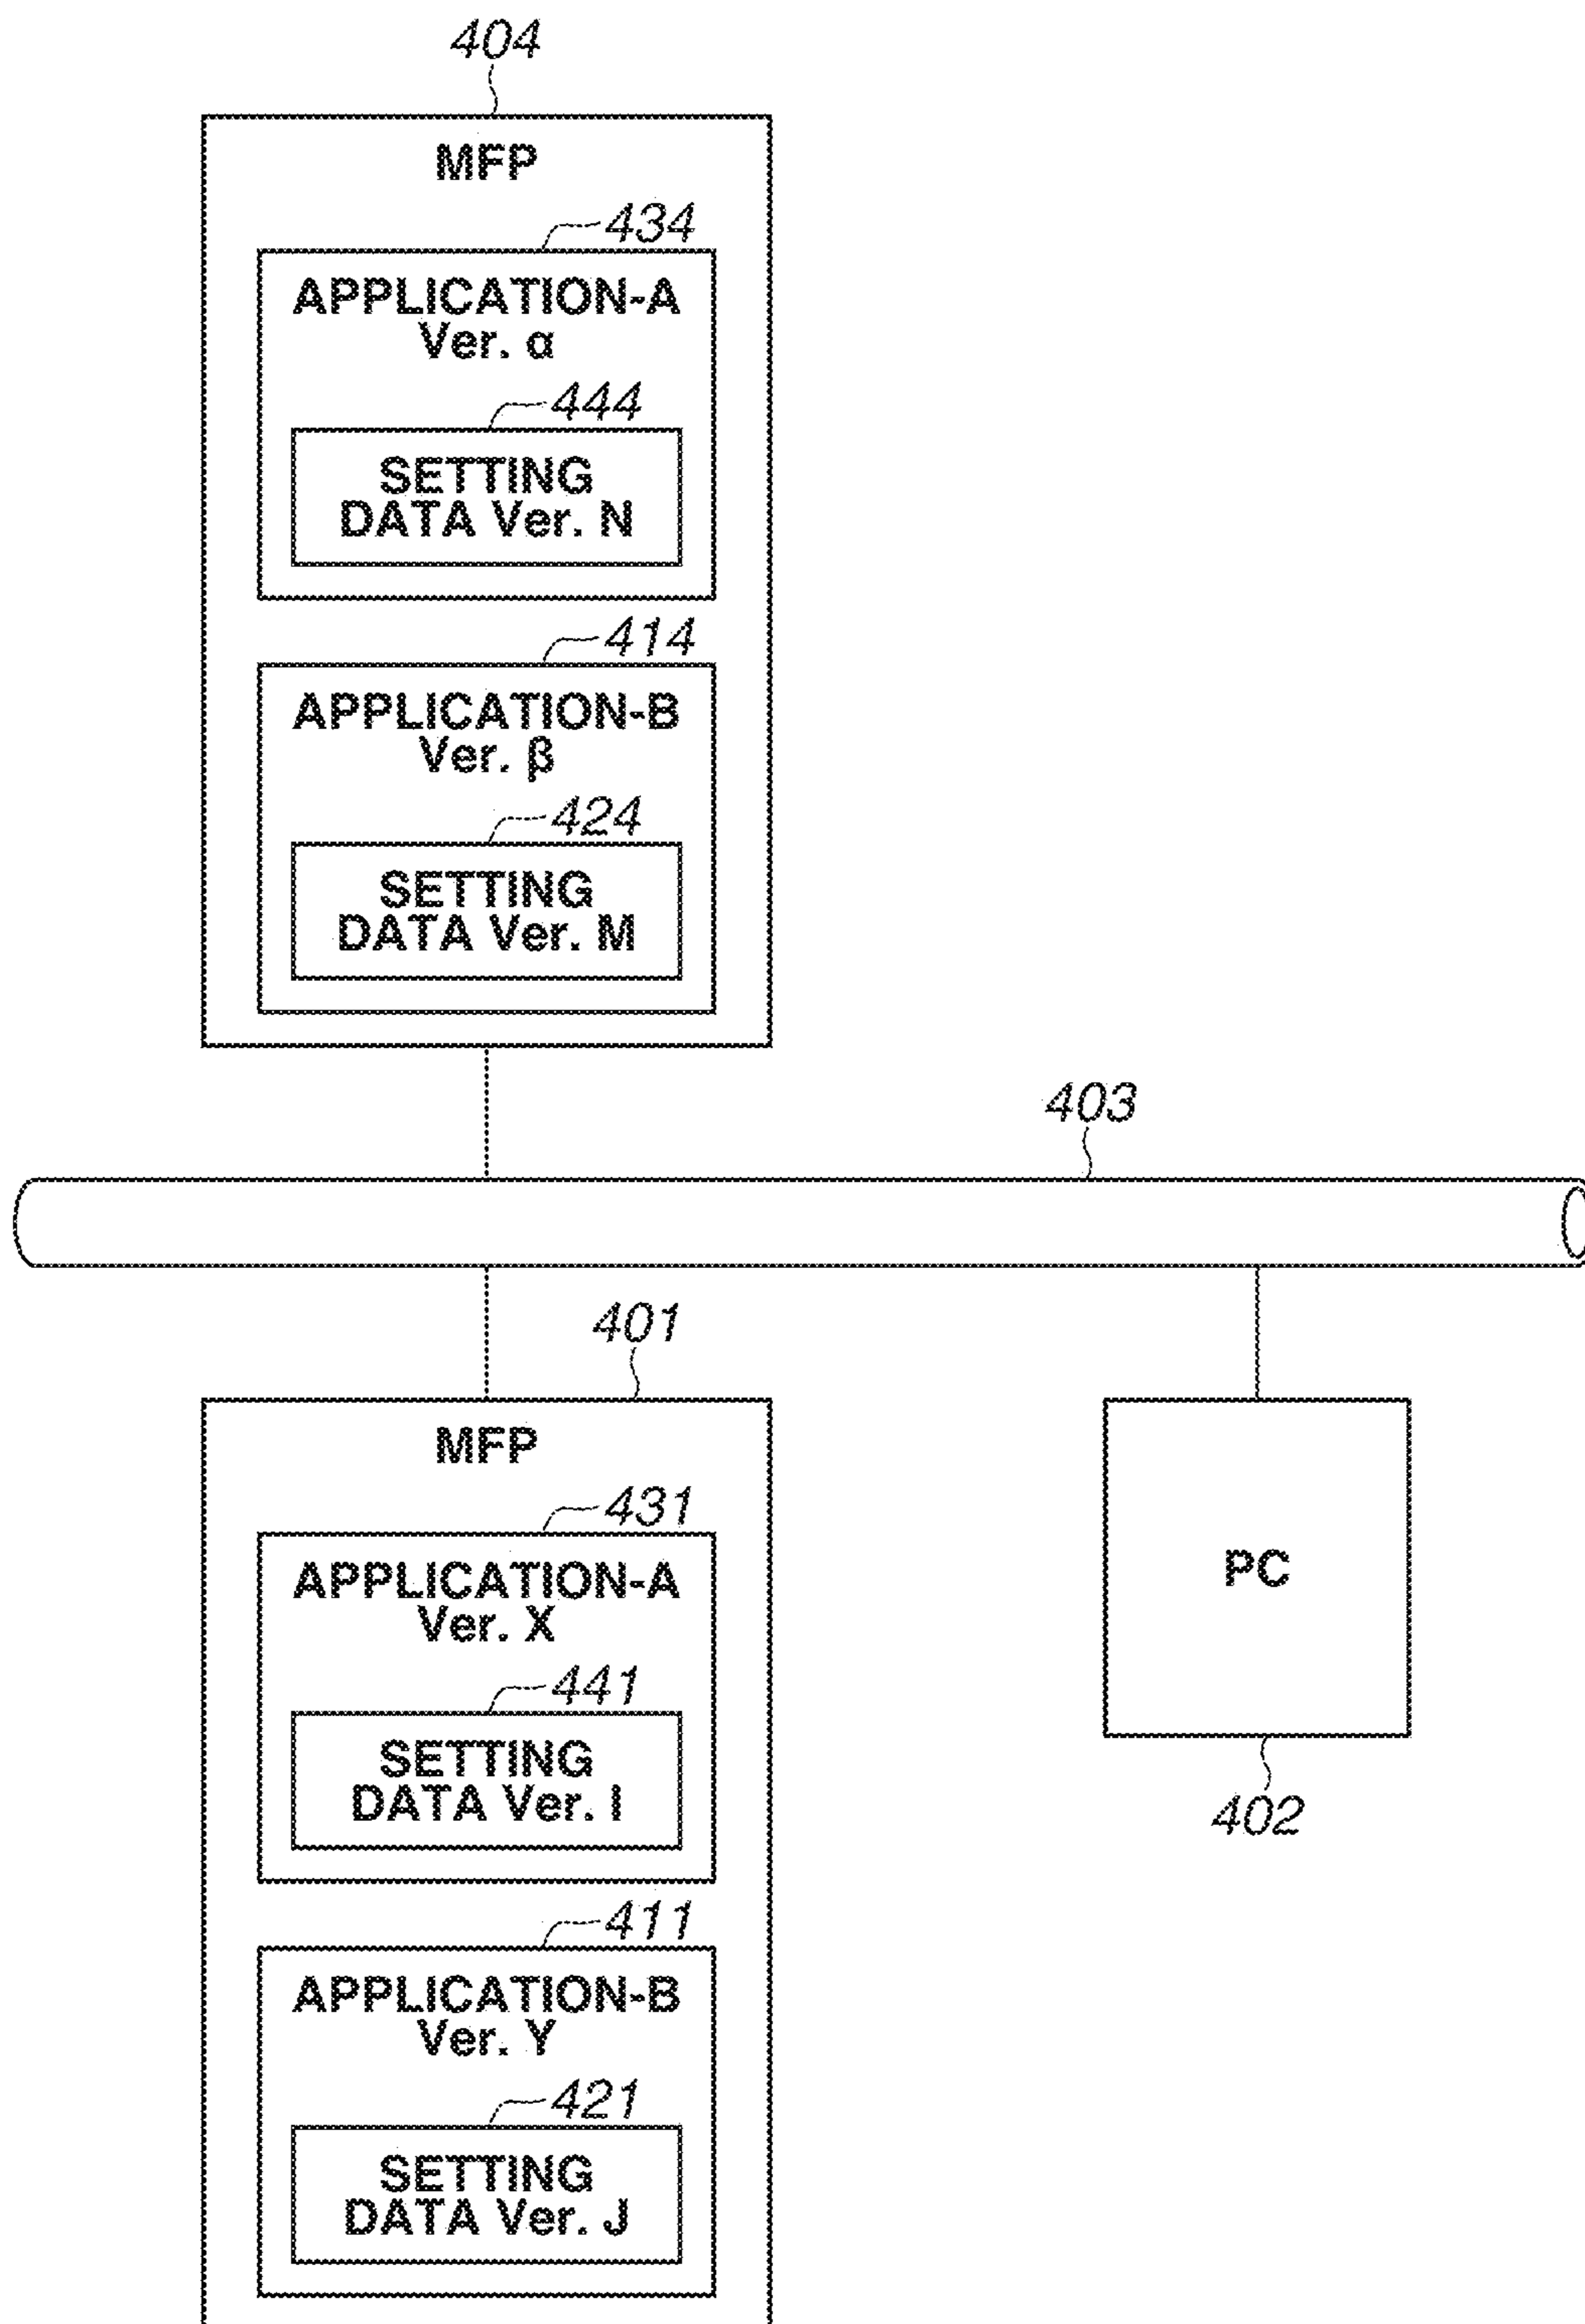 404
MFP
434
APPLICATION-A
Ver. α
444
SETTING
DATA Ver. N
414
APPLICATION-B
Ver. β
424
SETTING
DATA Ver. M
403
401
MFP
431
APPLICATION-A
Ver. X
441
SETTING
DATA Ver. I
PC
402
411
APPLICATION-B
Ver. Y
421
SETTING
DATA Ver. J